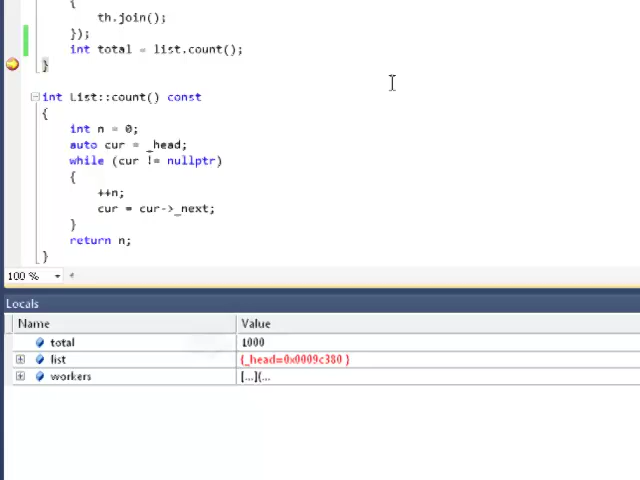 {
th.join();
});
int total = list.count();
}
int List::count() const
{
int n = 0;
auto cur = _head;
while (cur != nullptr)
{
++n;
cur = cur->_next;
}
return n;
}
100 %
Locals
Name Value
total 1000
list {_head=0x0009c380 }
workers [...](...